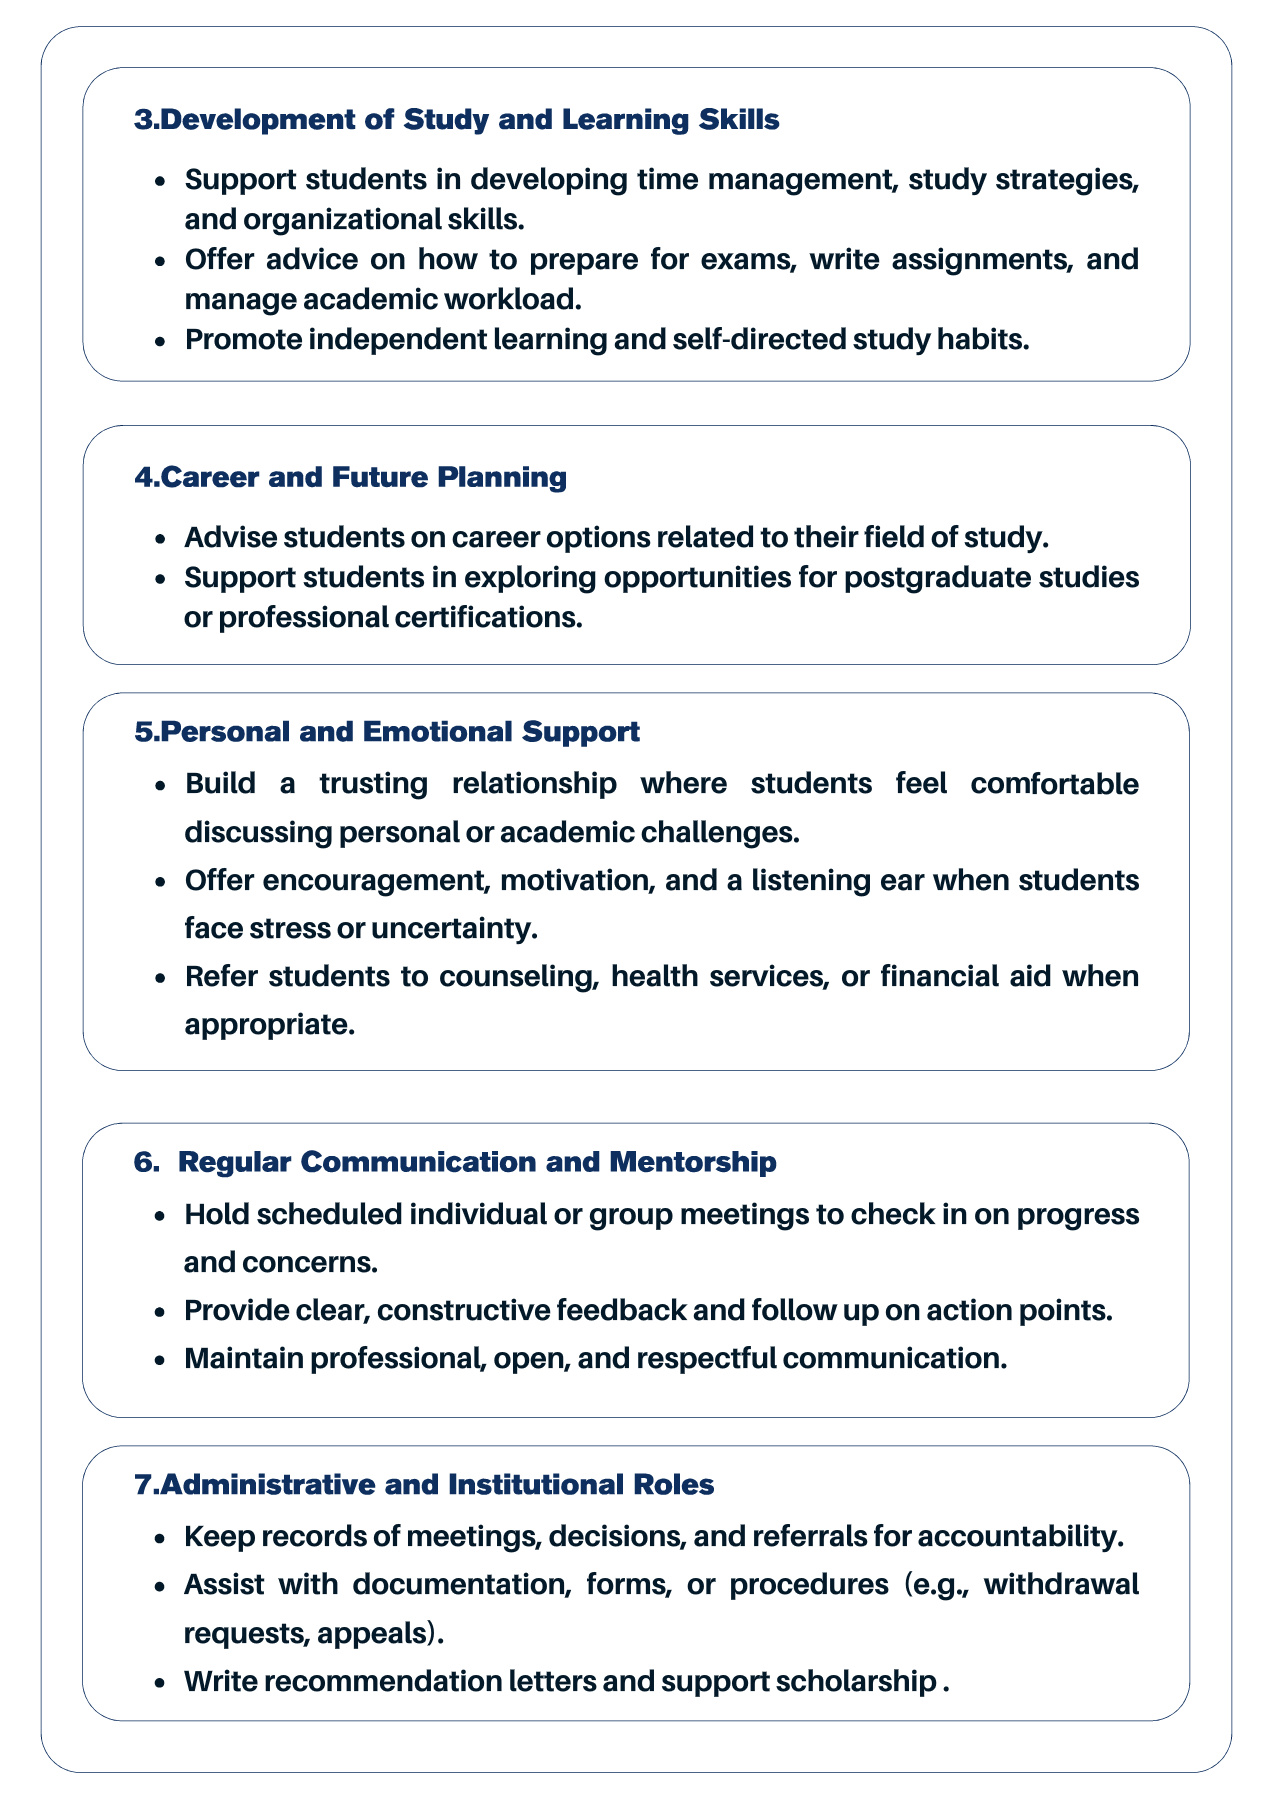 3.Development of Study and Learning Skills
• Support students in developing time management, study strategies,
and organizational skills.
• Offer advice on how to prepare for exams, write assignments, and
manage academic workload.
• Promote independent learning and self-directed study habits.
4.Career and Future Planning
• Advise students on career options related to their field of study.
• Support students in exploring opportunities for postgraduate studies
or professional certifications.
5.Personal and Emotional Support
• Build a trusting relationship where students feel comfortable
discussing personal or academic challenges.
• Offer encouragement, motivation, and a listening ear when students
face stress or uncertainty.
• Refer students to counseling, health services, or financial aid when
appropriate.
6. Regular Communication and Mentorship
• Hold scheduled individual or group meetings to check in on progress
and concerns.
• Provide clear, constructive feedback and follow up on action points.
• Maintain professional, open, and respectful communication.
7.Administrative and Institutional Roles
• Keep records of meetings, decisions, and referrals for accountability.
• Assist with documentation, forms, or procedures (e.g., withdrawal
requests, appeals).
• Write recommendation letters and support scholarship .